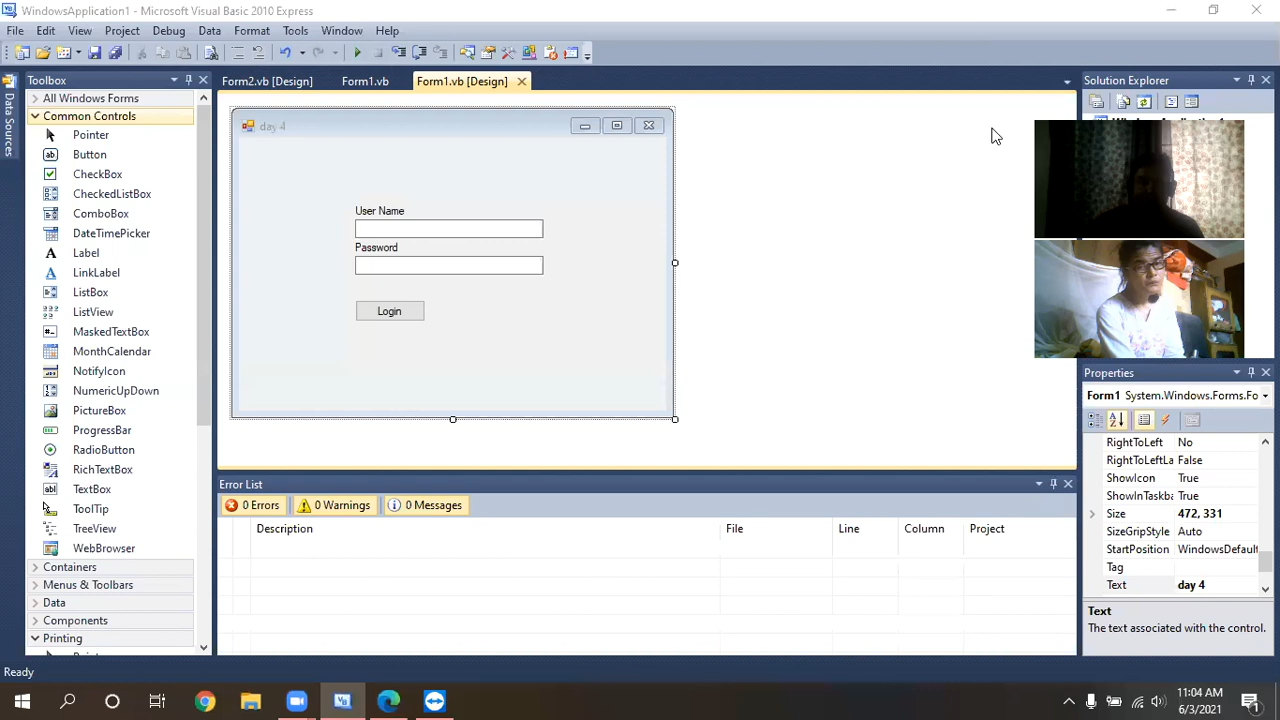 WindowsApplication1 - Microsoft Visual Basic 2010 Express
File Edit View Project Debug Data Format Tools Window Help
Toolbox
Form2.vb [Design] Form1.vb Form1.vb [Design]
Solution Explorer
Data Sources
All Windows Forms
Common Controls
Pointer
Button
CheckBox
CheckedListBox
ComboBox
DateTimePicker
Label
LinkLabel
ListBox
ListView
MaskedTextBox
MonthCalendar
NotifyIcon
NumericUpDown
PictureBox
ProgressBar
RadioButton
RichTextBox
TextBox
ToolTip
TreeView
WebBrowser
Containers
Menus & Toolbars
Data
Components
Printing
day 4
User Name
Password
Login
Error List
0 Errors 0 Warnings 0 Messages
Description File Line Column Project
Properties
Form1 System.Windows.Forms.Fo
RightToLeft No
RightToLeftLa False
ShowIcon True
ShowInTaskba True
Size 472, 331
SizeGripStyle Auto
StartPosition WindowsDefault
Tag
Text day 4
Text
The text associated with the control.
Ready
11:04 AM
6/3/2021